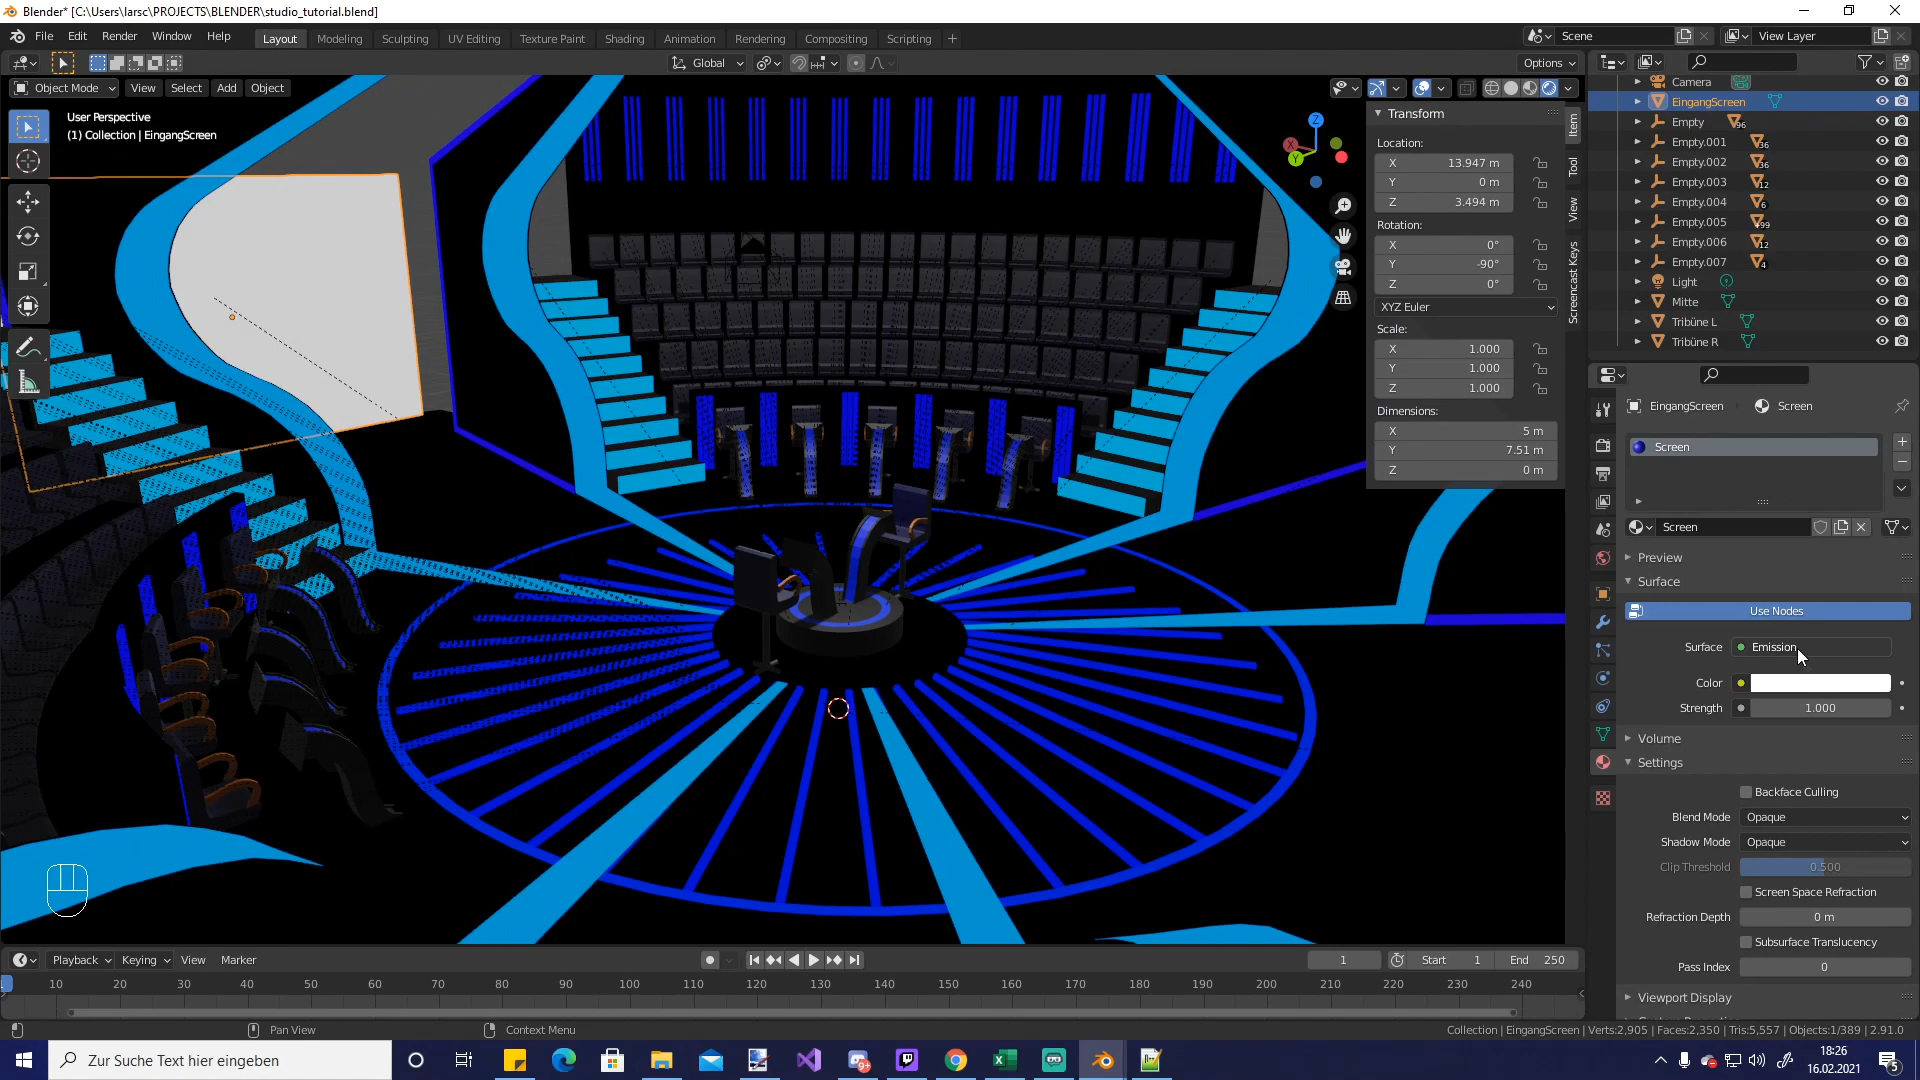 Blender* [C:\Users\larsc\PROJECTS\BLENDER\studio_tutorial.blend]
File Edit Render Window Help
Layout Modeling Sculpting UV Editing Texture Paint Shading Animation Rendering Compositing Scripting +
Scene
View Layer
Global
Options
Object Mode View Select Add Object
User Perspective
(1) Collection | EingangScreen
Z
X
Y
Transform
Location:
X 13.947 m
Y 0 m
Z 3.494 m
Rotation:
X 0°
Y -90°
Z 0°
XYZ Euler
Scale:
X 1.000
Y 1.000
Z 1.000
Dimensions:
X 5 m
Y 7.51 m
Z 0 m
Item
Tool
View
Screencast Keys
Camera
EingangScreen
Empty 96
Empty.001 36
Empty.002 36
Empty.003 12
Empty.004 6
Empty.005 +99
Empty.006 12
Empty.007 4
Light
Mitte
Tribüne L
Tribüne R
EingangScreen Screen
Screen
Screen
Preview
Surface
Use Nodes
Surface Emission
Color
Strength 1.000
Volume
Settings
Backface Culling
Blend Mode Opaque
Shadow Mode Opaque
Clip Threshold 0.500
Screen Space Refraction
Refraction Depth 0 m
Subsurface Translucency
Pass Index 0
Viewport Display
Playback Keying View Marker
1 Start 1 End 250
10 20 30 40 50 60 70 80 90 100 110 120 130 140 150 160 170 180 190 200 210 220 230 240
Pan View
Context Menu
Collection | EingangScreen | Verts:2,905 | Faces:2,350 | Tris:5,557 | Objects:1/389 | 2.91.0
Zur Suche Text hier eingeben
9+
18:26
16.02.2021
5